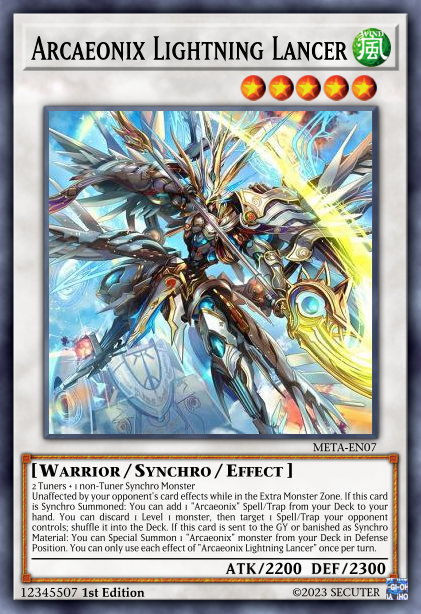 ARCAEONIX LIGHTNING LANCER
WIND
風
META-EN07
[WARRIOR / SYNCHRO / EFFECT ]
2 Tuners + 1 non-Tuner Synchro Monster
Unaffected by your opponent's card effects while in the Extra Monster Zone. If this card
is Synchro Summoned: You can add 1 "Arcaeonix" Spell/Trap from your Deck to your
hand. You can discard 1 Level 1 monster, then target 1 Spell/Trap your opponent
controls; shuffle it into the Deck. If this card is sent to the GY or banished as Synchro
Material: You can Special Summon 1 "Arcaeonix" monster from your Deck in Defense
Position. You can only use each effect of "Arcaeonix Lightning Lancer" once per turn.
ATK/2200 DEF/2300
12345507 1st Edition ©2023 SECUTER